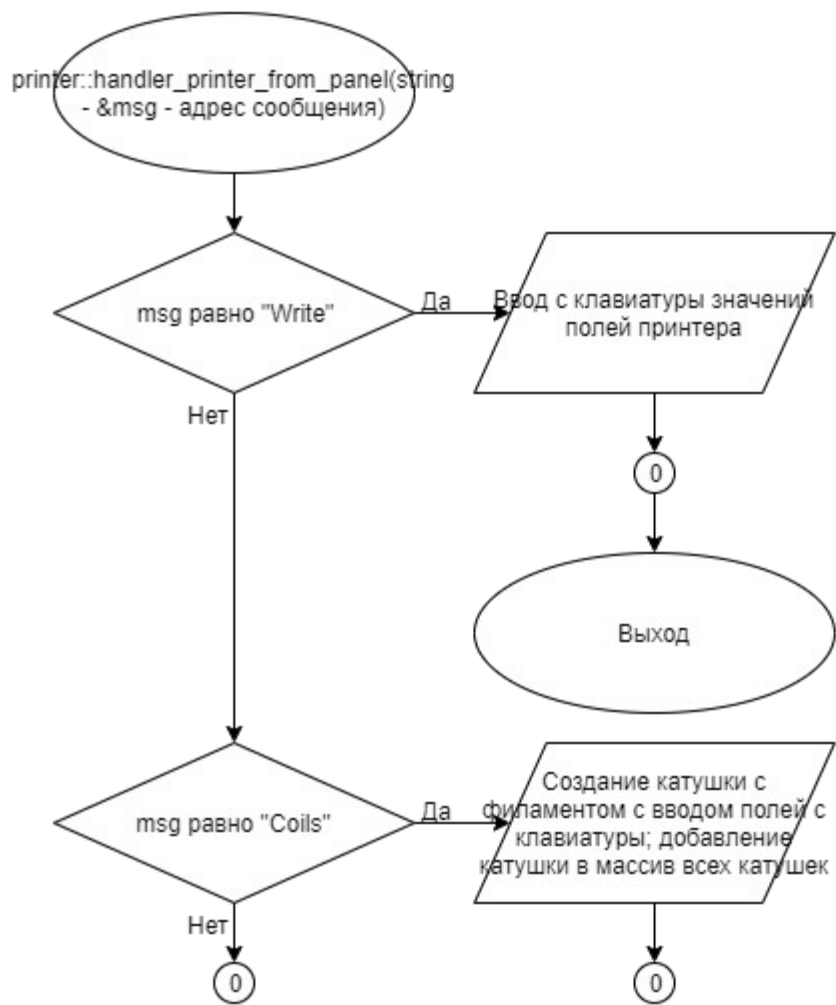 printer::handler_printer_from_panel(string
- &msg - адрес сообщения)
msg равно "Write"
Да
Ввод с клавиатуры значений
полей принтера
Нет
0
Выход
msg равно "Coils"
Да
Создание катушки с
филаментом с вводом полей с
клавиатуры; добавление
катушки в массив всех катушек
Нет
0
0